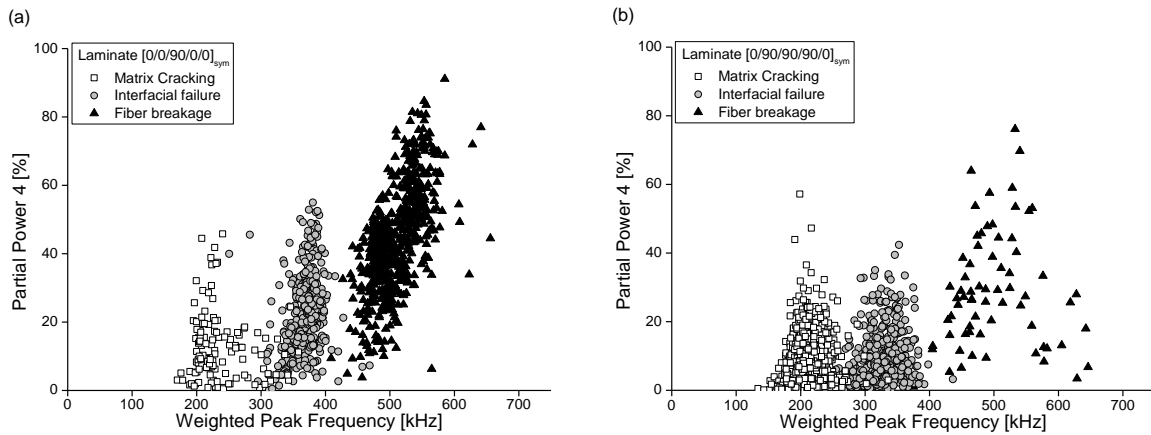 (a)
Laminate [0/0/90/0/0]sym
Matrix Cracking
Interfacial failure
Fiber breakage
100
80
60
40
20
0
Partial Power 4 [%]
0 100 200 300 400 500 600 700
Weighted Peak Frequency [kHz]
(b)
Laminate [0/90/90/90/0]sym
Matrix Cracking
Interfacial failure
Fiber breakage
100
80
60
40
20
0
Partial Power 4 [%]
0 100 200 300 400 500 600 700
Weighted Peak Frequency [kHz]